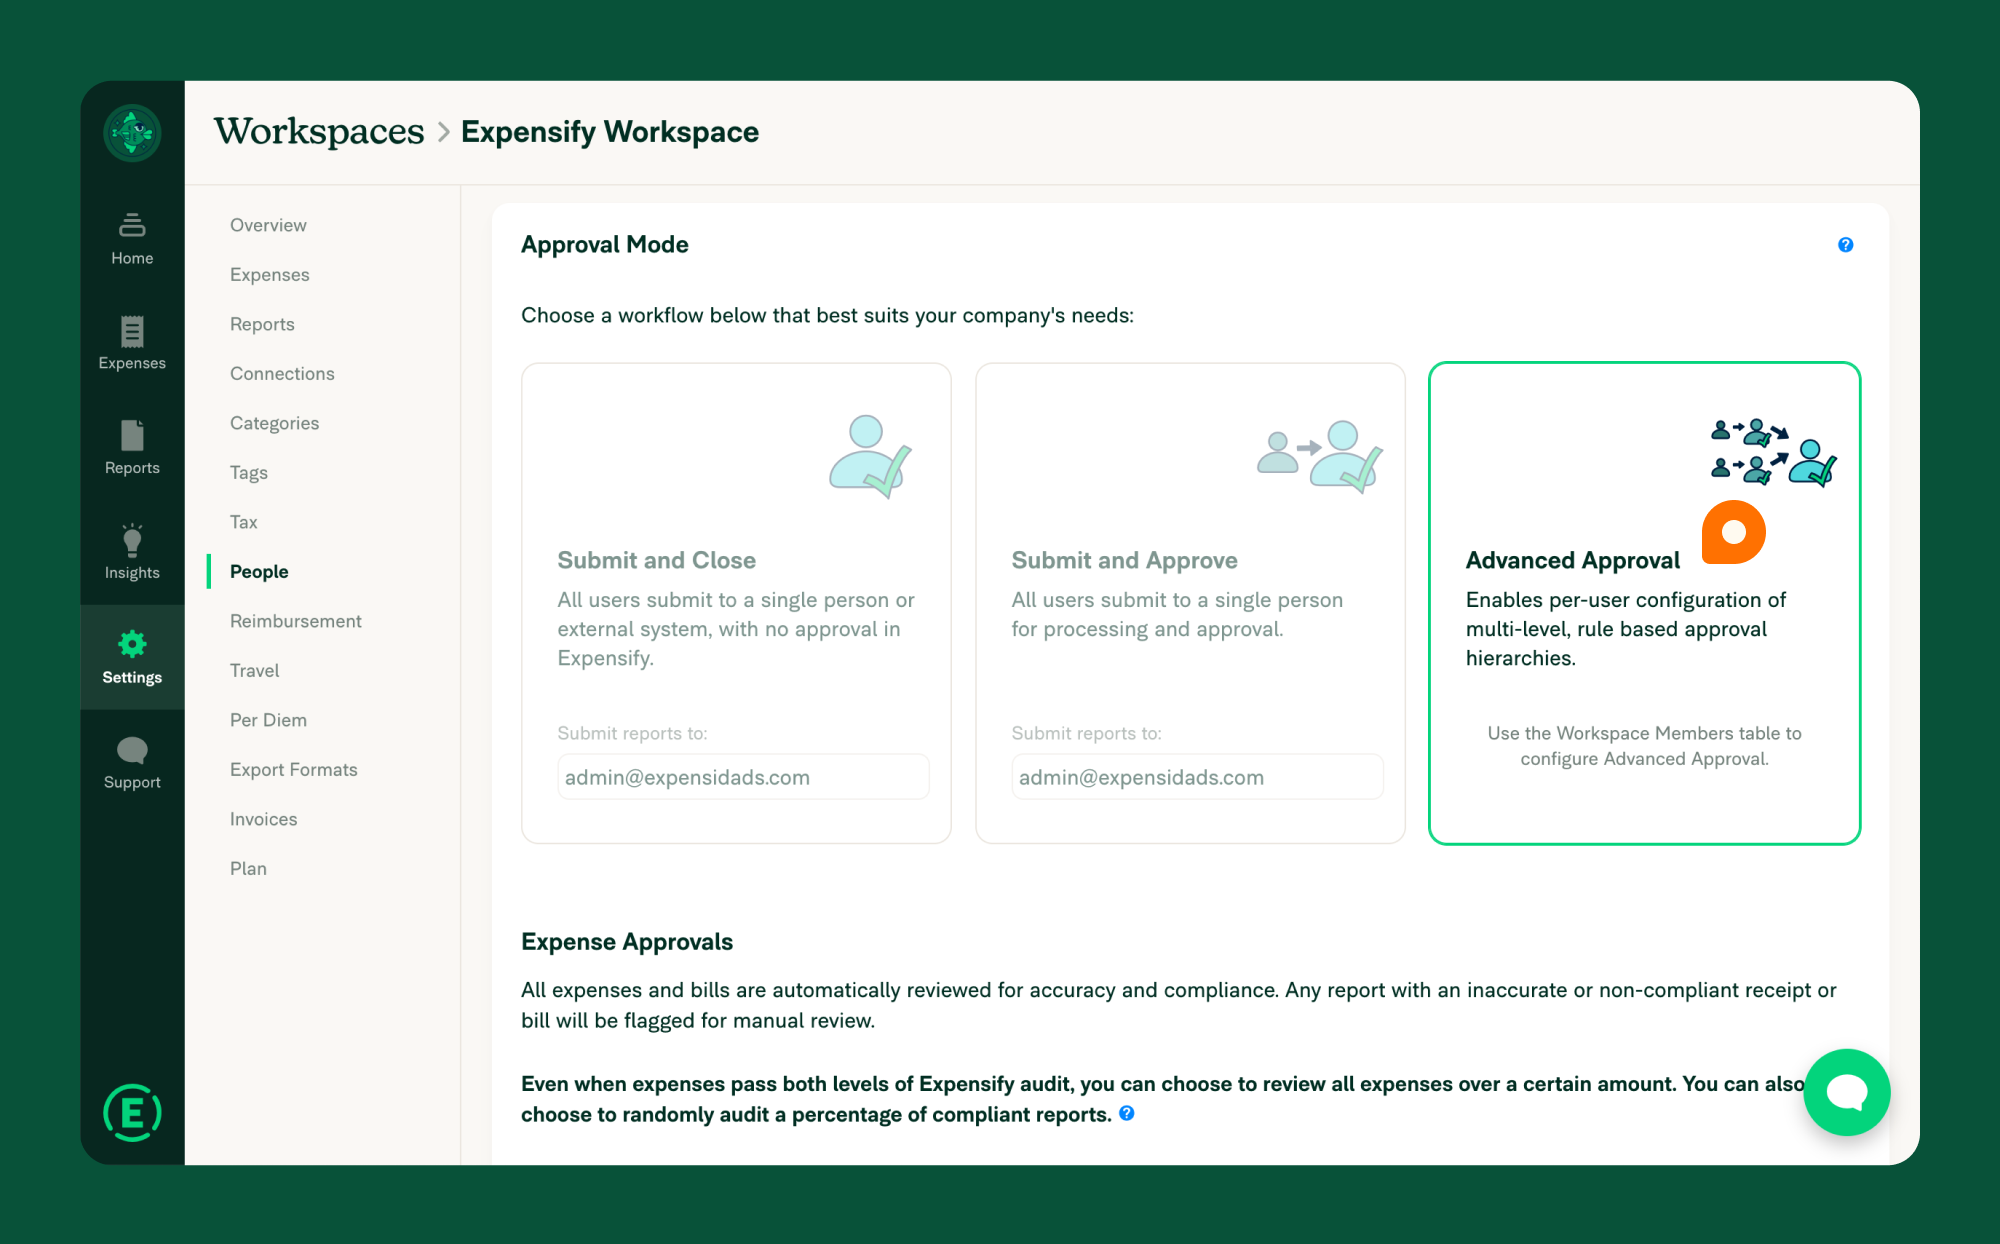 Workspaces > Expensify Workspace
Home
Expenses
Reports
Insights
Settings
Support
E
Overview
Expenses
Reports
Connections
Categories
Tags
Tax
People
Reimbursement
Travel
Per Diem
Export Formats
Invoices
Plan
Approval Mode
?
Choose a workflow below that best suits your company's needs:
Submit and Close
All users submit to a single person or
external system, with no approval in
Expensify.
Submit reports to:
admin@expensidads.com
Submit and Approve
All users submit to a single person
for processing and approval.
Submit reports to:
admin@expensidads.com
Advanced Approval
Enables per-user configuration of
multi-level, rule based approval
hierarchies.
Use the Workspace Members table to
configure Advanced Approval.
Expense Approvals
All expenses and bills are automatically reviewed for accuracy and compliance. Any report with an inaccurate or non-compliant receipt or
bill will be flagged for manual review.
Even when expenses pass both levels of Expensify audit, you can choose to review all expenses over a certain amount. You can also
choose to randomly audit a percentage of compliant reports. ?